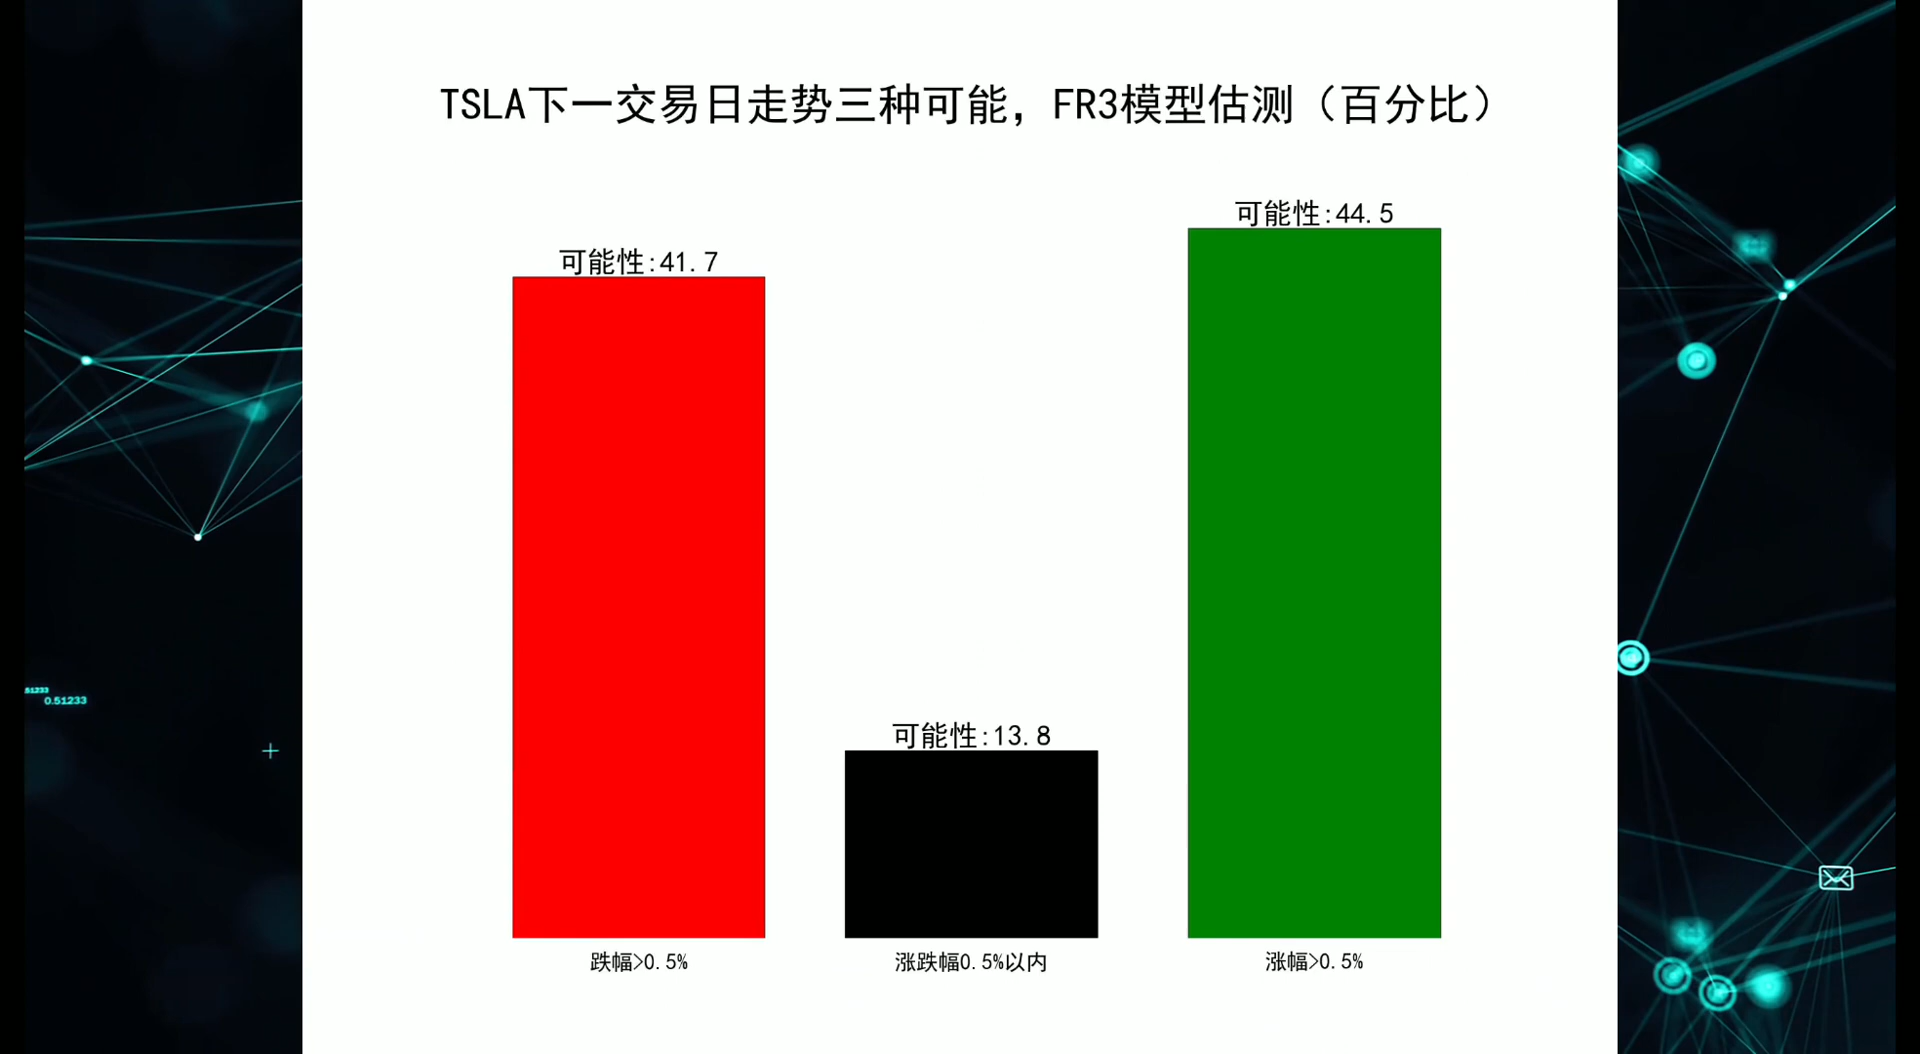 TSLA下一交易日走势三种可能，FR3模型估测（百分比）
可能性:44.5
可能性:41.7
可能性:13.8
跌幅>0.5%
涨跌幅0.5%以内
涨幅>0.5%
51233
0.51233